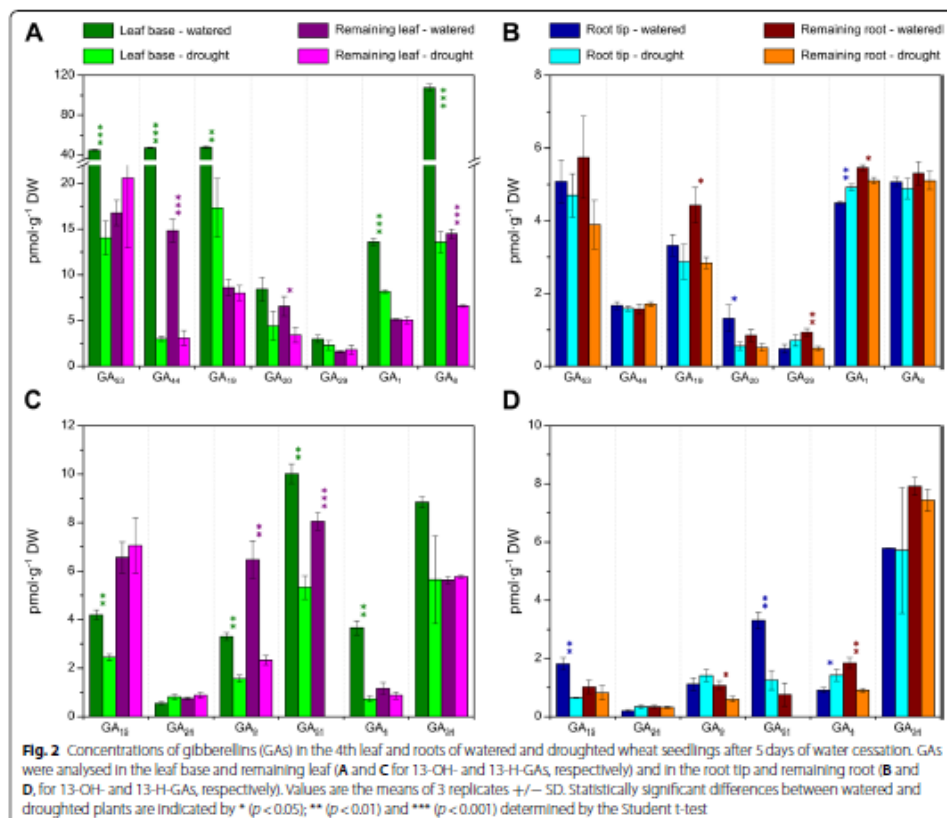 A
Leaf base - watered
Remaining leaf - watered
Leaf base - drought
Remaining leaf - drought
120
80
40
20
15
10
5
0
pmol·g⁻¹ DW
*** *** *** ** * *** *** ***
GA₅₃ GA₄₄ GA₁₉ GA₂₀ GA₂₉ GA₁ GA₈
B
Root tip - watered
Remaining root - watered
Root tip - drought
Remaining root - drought
8
6
4
2
0
pmol·g⁻¹ DW
* * *** ** *
GA₅₃ GA₄₄ GA₁₉ GA₂₀ GA₂₉ GA₁ GA₈
C
12
10
8
6
4
2
0
pmol·g⁻¹ DW
** ** ** ** *** **
GA₁₅ GA₂₄ GA₉ GA₅₁ GA₄ GA₃₄
D
10
8
6
4
2
0
pmol·g⁻¹ DW
** * ** * **
GA₁₅ GA₂₄ GA₉ GA₅₁ GA₄ GA₃₄
Fig. 2 Concentrations of gibberellins (GAs) in the 4th leaf and roots of watered and droughted wheat seedlings after 5 days of water cessation. GAs
were analysed in the leaf base and remaining leaf (A and C for 13-OH- and 13-H-GAs, respectively) and in the root tip and remaining root (B and
D, for 13-OH- and 13-H-GAs, respectively). Values are the means of 3 replicates +/− SD. Statistically significant differences between watered and
droughted plants are indicated by * (p < 0.05); ** (p < 0.01) and *** (p < 0.001) determined by the Student t-test